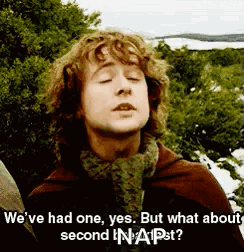 We've had one, yes. But what about
second NAP?